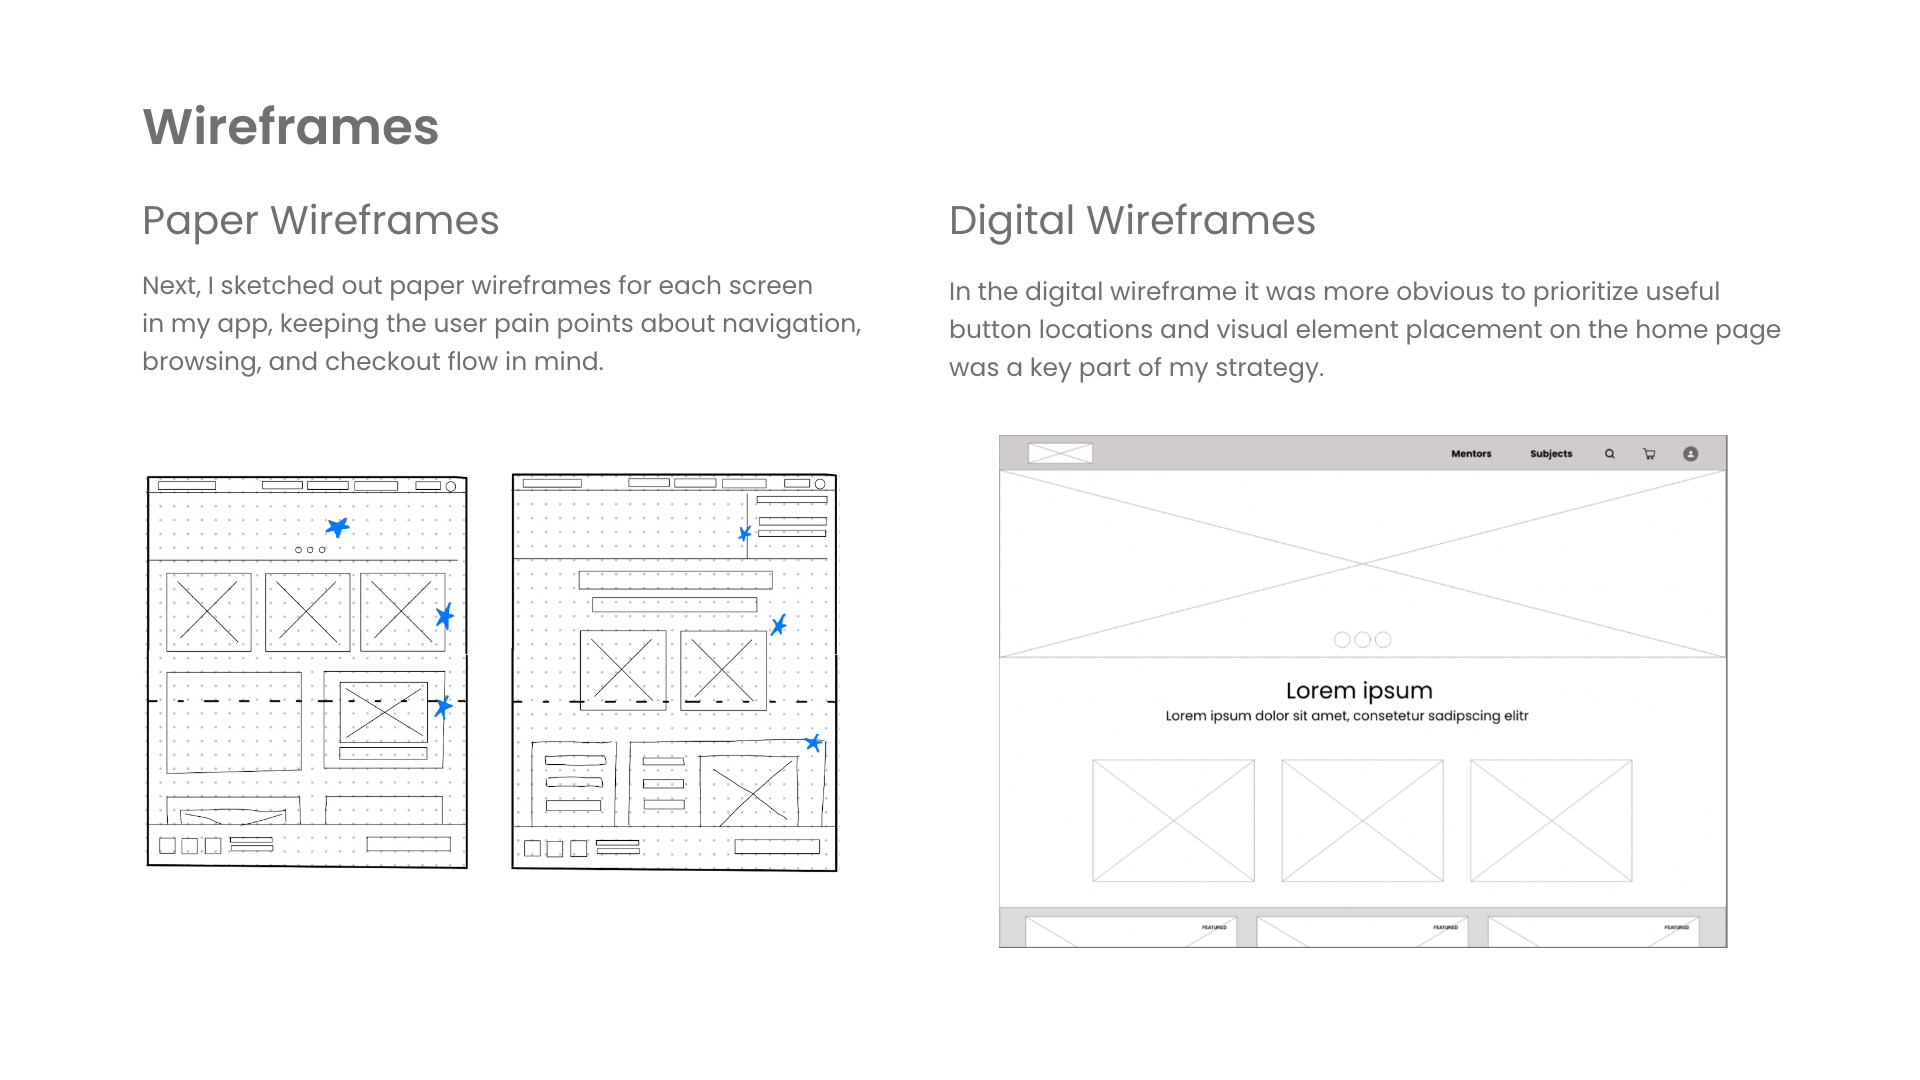 Wireframes
Paper Wireframes
Next, I sketched out paper wireframes for each screen
in my app, keeping the user pain points about navigation,
browsing, and checkout flow in mind.
Digital Wireframes
In the digital wireframe it was more obvious to prioritize useful
button locations and visual element placement on the home page
was a key part of my strategy.
Mentors Subjects
Lorem ipsum
Lorem ipsum dolor sit amet, consetetur sadipscing elitr
FEATURED FEATURED FEATURED